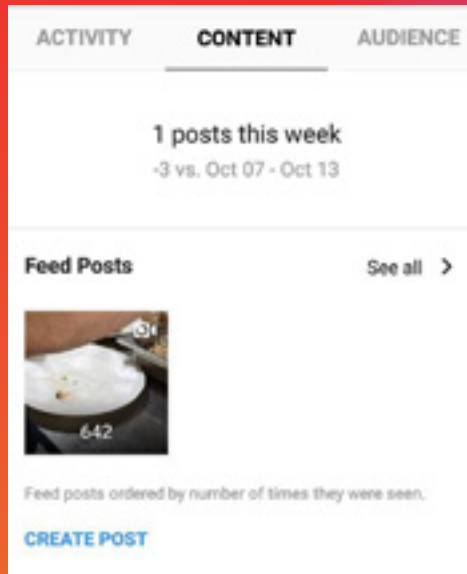 ACTIVITY CONTENT AUDIENCE
1 posts this week
-3 vs. Oct 07 - Oct 13
Feed Posts See all >
642
Feed posts ordered by number of times they were seen.
CREATE POST